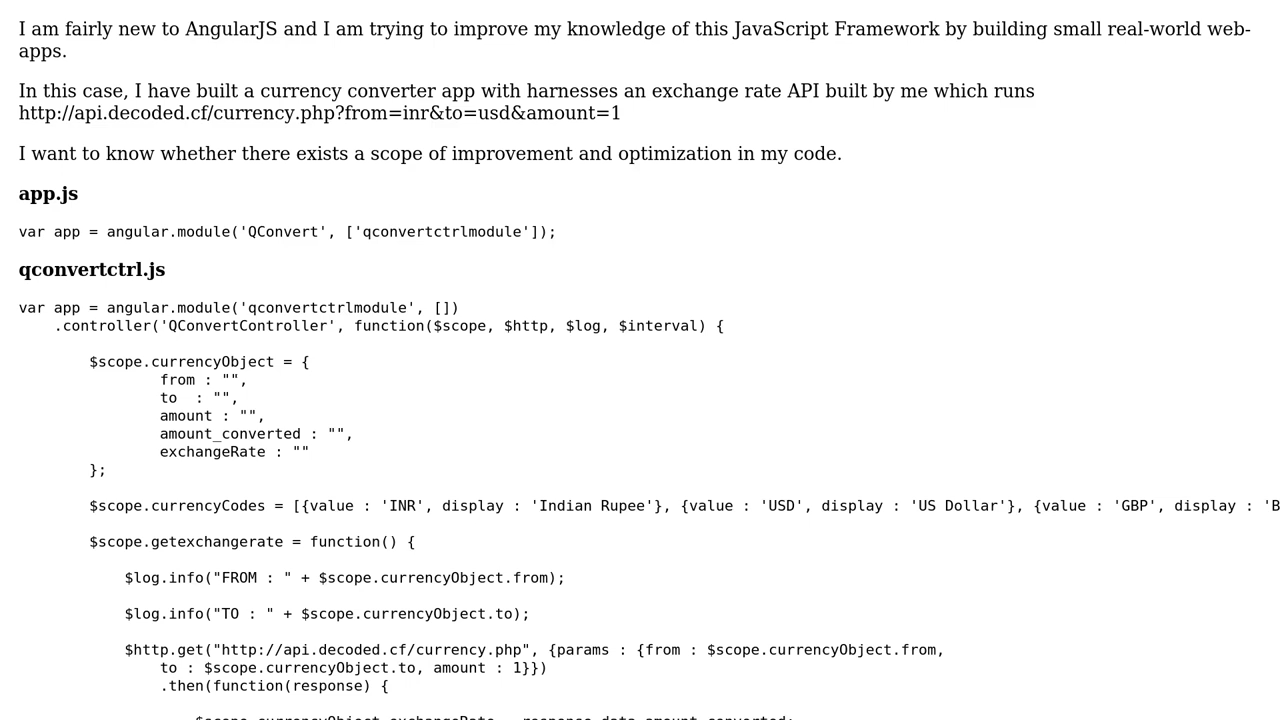 I am fairly new to AngularJS and I am trying to improve my knowledge of this JavaScript Framework by building small real-world web-
apps.
In this case, I have built a currency converter app with harnesses an exchange rate API built by me which runs
http://api.decoded.cf/currency.php?from=inr&to=usd&amount=1
I want to know whether there exists a scope of improvement and optimization in my code.
app.js
var app = angular.module('QConvert', ['qconvertctrlmodule']);
qconvertctrl.js
var app = angular.module('qconvertctrlmodule', [])
    .controller('QConvertController', function($scope, $http, $log, $interval) {
        $scope.currencyObject = {
                from : "",
                to  : "",
                amount : "",
                amount_converted : "",
                exchangeRate : ""
        };
        $scope.currencyCodes = [{value : 'INR', display : 'Indian Rupee'}, {value : 'USD', display : 'US Dollar'}, {value : 'GBP', display : 'B
        $scope.getexchangerate = function() {
            $log.info("FROM : " + $scope.currencyObject.from);
            $log.info("TO : " + $scope.currencyObject.to);
            $http.get("http://api.decoded.cf/currency.php", {params : {from : $scope.currencyObject.from,
                to : $scope.currencyObject.to, amount : 1}})
                .then(function(response) {
                    $scope.currencyObject.exchangeRate = response.data.amount_converted;